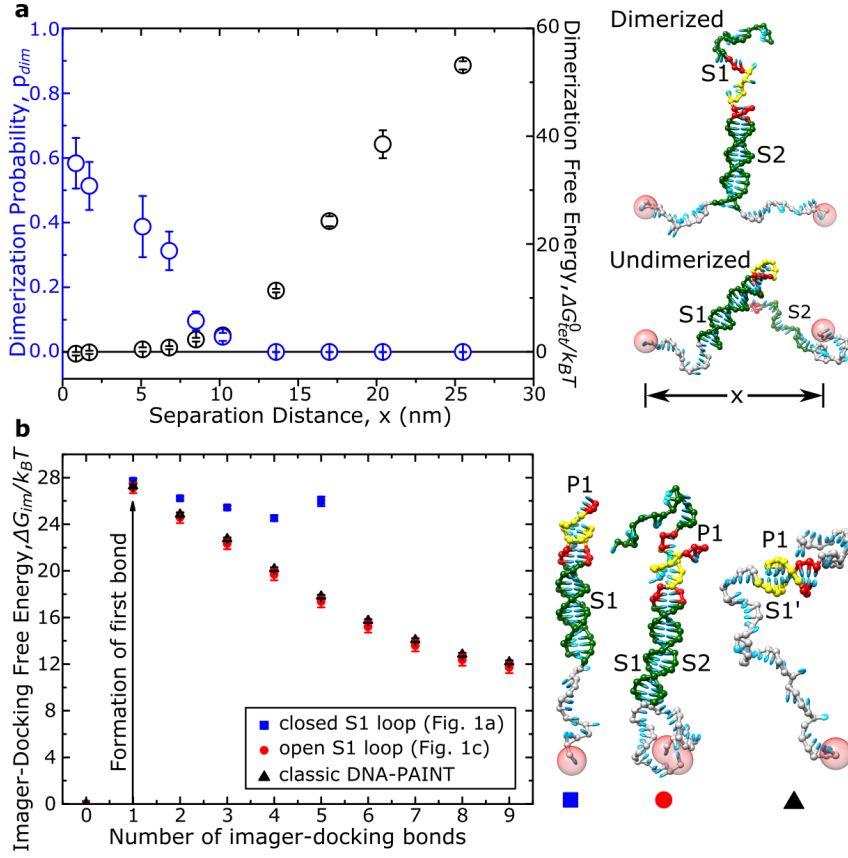 a
Dimerization Probability, p_dim
1.0
0.8
0.6
0.4
0.2
0.0
60
40
20
0
Dimerization Free Energy, ΔG⁰_tet/k_BT
0 5 10 15 20 25 30
Separation Distance, x (nm)
Dimerized
S1
S2
Undimerized
S1
S2
x
b
Imager-Docking Free Energy, ΔG_im/k_BT
28
24
20
16
12
8
4
0
Formation of first bond
closed S1 loop (Fig. 1a)
open S1 loop (Fig. 1c)
classic DNA-PAINT
0 1 2 3 4 5 6 7 8 9
Number of imager-docking bonds
P1
S1
P1
S1
S2
P1
S1'